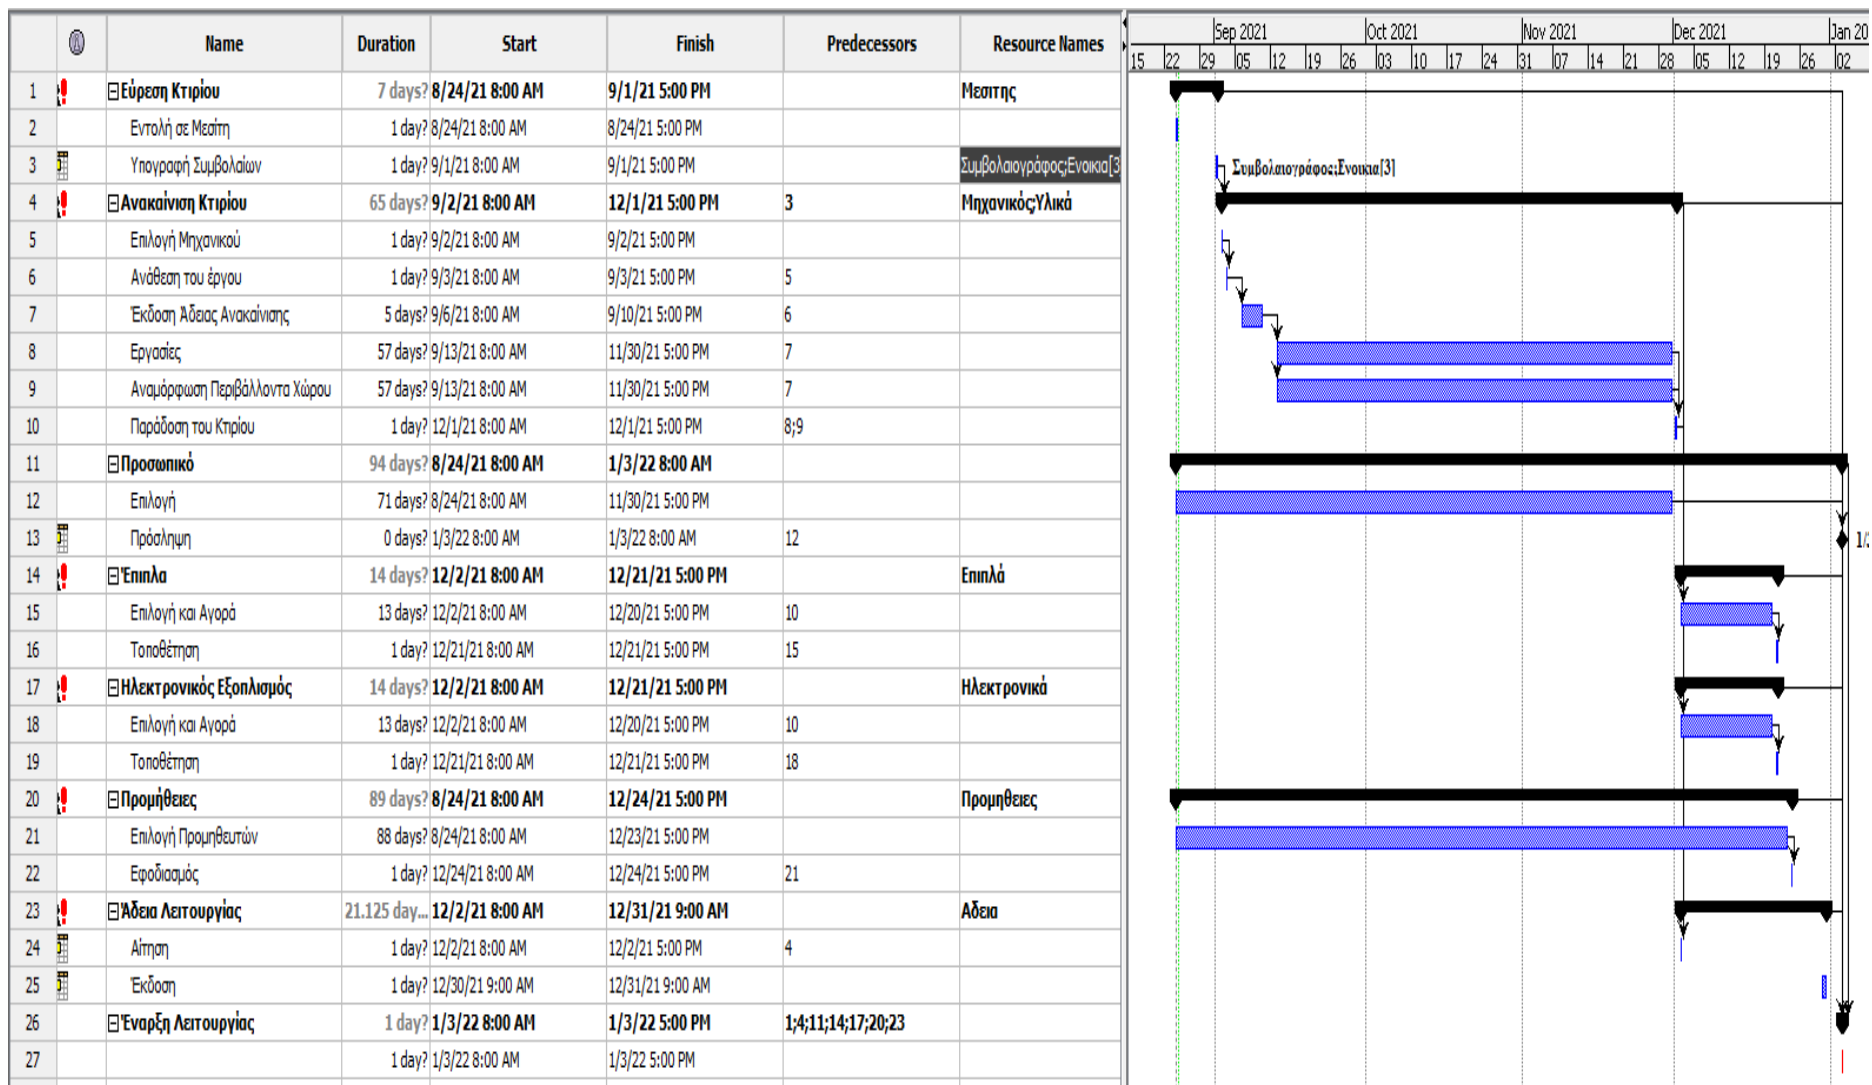 Name Duration Start Finish Predecessors Resource Names
Sep 2021 Oct 2021 Nov 2021 Dec 2021 Jan 20
15 22 29 05 12 19 26 03 10 17 24 31 07 14 21 28 05 12 19 26 02
1 Εύρεση Κτιρίου 7 days? 8/24/21 8:00 AM 9/1/21 5:00 PM Μεσιτης
2 Εντολή σε Μεσίτη 1 day? 8/24/21 8:00 AM 8/24/21 5:00 PM
3 Υπογραφή Συμβολαίων 1 day? 9/1/21 8:00 AM 9/1/21 5:00 PM Συμβολαιογράφος;Ενοικια[3 Συμβολαιογράφος;Ενοικια[3]
4 Ανακαίνιση Κτιρίου 65 days? 9/2/21 8:00 AM 12/1/21 5:00 PM 3 Μηχανικός;Υλικά
5 Επιλογή Μηχανικού 1 day? 9/2/21 8:00 AM 9/2/21 5:00 PM
6 Ανάθεση του έργου 1 day? 9/3/21 8:00 AM 9/3/21 5:00 PM 5
7 Έκδοση Άδειας Ανακαίνισης 5 days? 9/6/21 8:00 AM 9/10/21 5:00 PM 6
8 Εργασίες 57 days? 9/13/21 8:00 AM 11/30/21 5:00 PM 7
9 Αναμόρφωση Περιβάλλοντα Χώρου 57 days? 9/13/21 8:00 AM 11/30/21 5:00 PM 7
10 Παράδοση του Κτιρίου 1 day? 12/1/21 8:00 AM 12/1/21 5:00 PM 8;9
11 Προσωπικό 94 days? 8/24/21 8:00 AM 1/3/22 8:00 AM
12 Επιλογή 71 days? 8/24/21 8:00 AM 11/30/21 5:00 PM
13 Πρόσληψη 0 days? 1/3/22 8:00 AM 1/3/22 8:00 AM 12
14 Έπιπλα 14 days? 12/2/21 8:00 AM 12/21/21 5:00 PM Επιπλά
15 Επιλογή και Αγορά 13 days? 12/2/21 8:00 AM 12/20/21 5:00 PM 10
16 Τοποθέτηση 1 day? 12/21/21 8:00 AM 12/21/21 5:00 PM 15
17 Ηλεκτρονικός Εξοπλισμός 14 days? 12/2/21 8:00 AM 12/21/21 5:00 PM Ηλεκτρονικά
18 Επιλογή και Αγορά 13 days? 12/2/21 8:00 AM 12/20/21 5:00 PM 10
19 Τοποθέτηση 1 day? 12/21/21 8:00 AM 12/21/21 5:00 PM 18
20 Προμήθειες 89 days? 8/24/21 8:00 AM 12/24/21 5:00 PM Προμηθειες
21 Επιλογή Προμηθευτών 88 days? 8/24/21 8:00 AM 12/23/21 5:00 PM
22 Εφοδιασμός 1 day? 12/24/21 8:00 AM 12/24/21 5:00 PM 21
23 Άδεια Λειτουργίας 21.125 day... 12/2/21 8:00 AM 12/31/21 9:00 AM Αδεια
24 Αίτηση 1 day? 12/2/21 8:00 AM 12/2/21 5:00 PM 4
25 Έκδοση 1 day? 12/30/21 9:00 AM 12/31/21 9:00 AM
26 Έναρξη Λειτουργίας 1 day? 1/3/22 8:00 AM 1/3/22 5:00 PM 1;4;11;14;17;20;23
27 1 day? 1/3/22 8:00 AM 1/3/22 5:00 PM